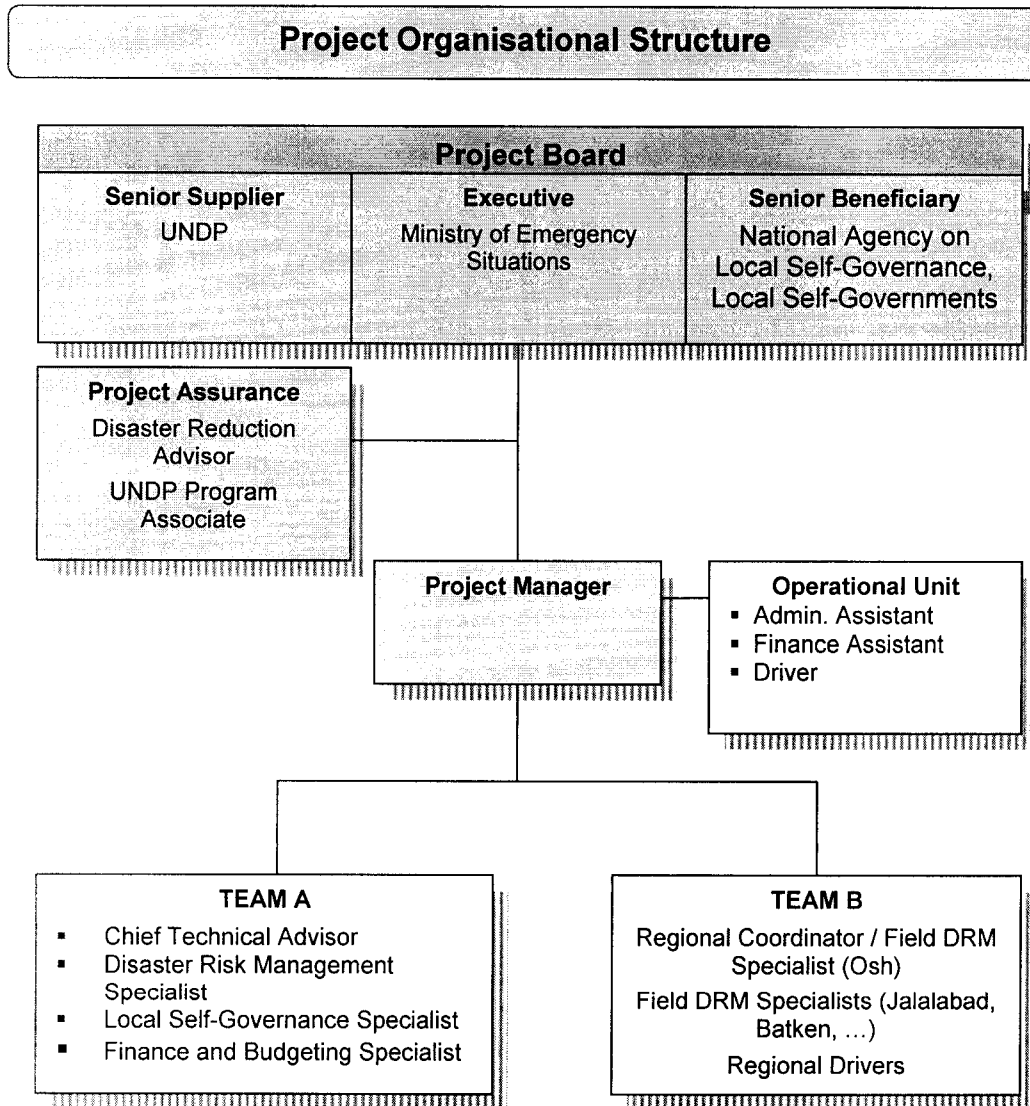 Project Organisational Structure
Project Board
Senior Supplier
UNDP
Executive
Ministry of Emergency
Situations
Senior Beneficiary
National Agency on
Local Self-Governance,
Local Self-Governments
Project Assurance
Disaster Reduction
Advisor
UNDP Program
Associate
Project Manager
Operational Unit
▪ Admin. Assistant
▪ Finance Assistant
▪ Driver
TEAM A
▪ Chief Technical Advisor
▪ Disaster Risk Management
Specialist
▪ Local Self-Governance Specialist
▪ Finance and Budgeting Specialist
TEAM B
Regional Coordinator / Field DRM
Specialist (Osh)
Field DRM Specialists (Jalalabad,
Batken, …)
Regional Drivers